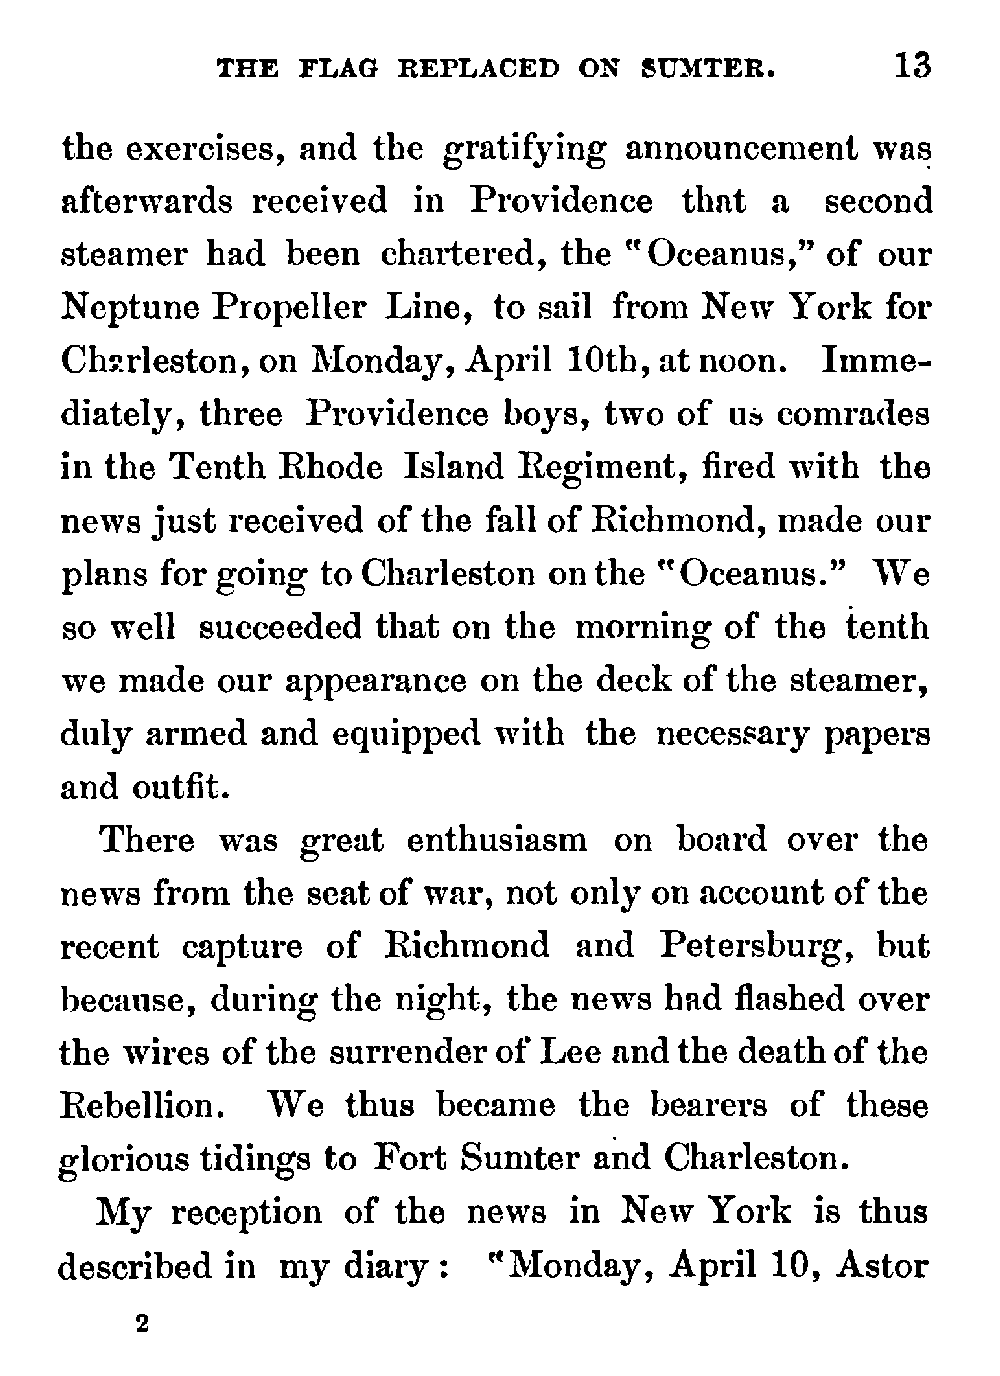 THE FLAG REPLACED ON SUMTER. 13
the exercises, and the gratifying announcement was
afterwards received in Providence that a second
steamer had been chartered, the "Oceanus," of our
Neptune Propeller Line, to sail from New York for
Charleston, on Monday, April 10th, at noon. Imme-
diately, three Providence boys, two of us comrades
in the Tenth Rhode Island Regiment, fired with the
news just received of the fall of Richmond, made our
plans for going to Charleston on the "Oceanus." We
so well succeeded that on the morning of the tenth
we made our appearance on the deck of the steamer,
duly armed and equipped with the necessary papers
and outfit.
There was great enthusiasm on board over the
news from the seat of war, not only on account of the
recent capture of Richmond and Petersburg, but
because, during the night, the news had flashed over
the wires of the surrender of Lee and the death of the
Rebellion. We thus became the bearers of these
glorious tidings to Fort Sumter and Charleston.
My reception of the news in New York is thus
described in my diary : "Monday, April 10, Astor
2